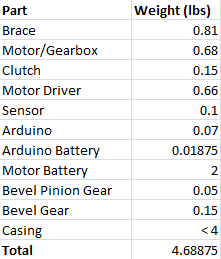 Part Weight (lbs)
Brace 0.81
Motor/Gearbox 0.68
Clutch 0.15
Motor Driver 0.66
Sensor 0.1
Arduino 0.07
Arduino Battery 0.01875
Motor Battery 2
Bevel Pinion Gear 0.05
Bevel Gear 0.15
Casing < 4
Total 4.68875